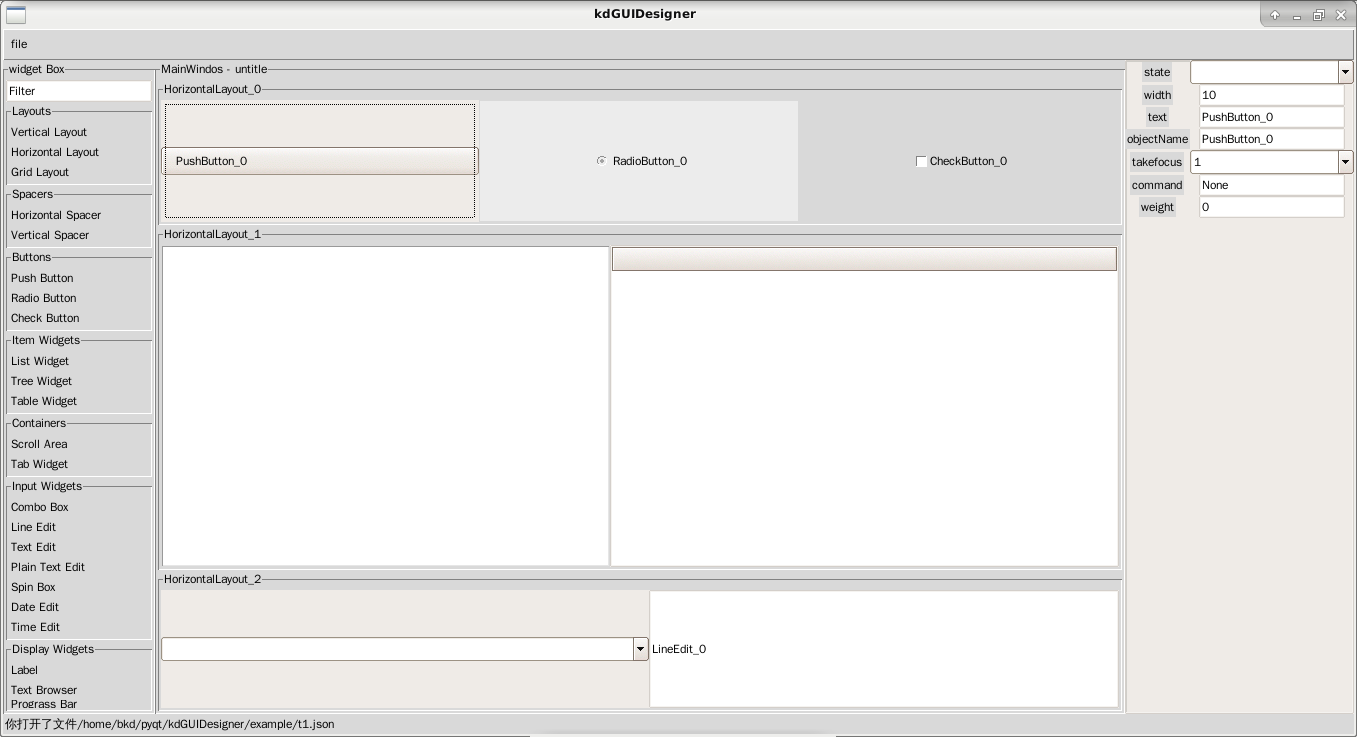 kdGUIDesigner
file
widget Box
Filter
Layouts
Vertical Layout
Horizontal Layout
Grid Layout
Spacers
Horizontal Spacer
Vertical Spacer
Buttons
Push Button
Radio Button
Check Button
Item Widgets
List Widget
Tree Widget
Table Widget
Containers
Scroll Area
Tab Widget
Input Widgets
Combo Box
Line Edit
Text Edit
Plain Text Edit
Spin Box
Date Edit
Time Edit
Display Widgets
Label
Text Browser
Prograss Bar
MainWindos - untitle
HorizontalLayout_0
PushButton_0
RadioButton_0
CheckButton_0
HorizontalLayout_1
HorizontalLayout_2
LineEdit_0
state
width 10
text PushButton_0
objectName PushButton_0
takefocus 1
command None
weight 0
你打开了文件/home/bkd/pyqt/kdGUIDesigner/example/t1.json